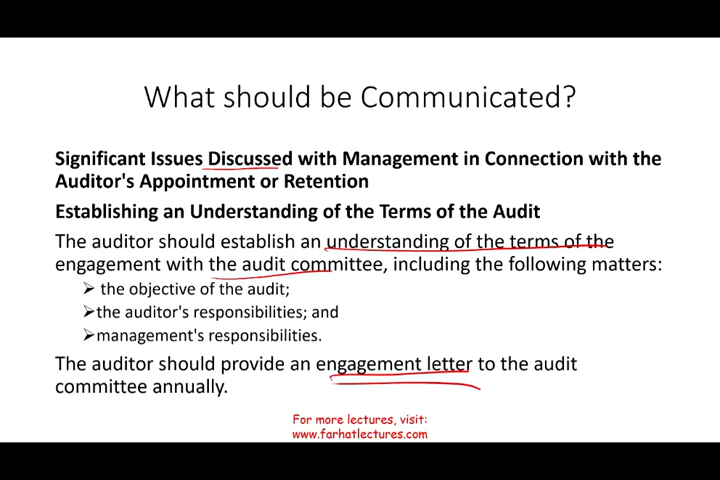 What should be Communicated?
Significant Issues Discussed with Management in Connection with the
Auditor's Appointment or Retention
Establishing an Understanding of the Terms of the Audit
The auditor should establish an understanding of the terms of the
engagement with the audit committee, including the following matters:
➢ the objective of the audit;
➢the auditor's responsibilities; and
➢management's responsibilities.
The auditor should provide an engagement letter to the audit
committee annually.
For more lectures, visit:
www.farhatlectures.com